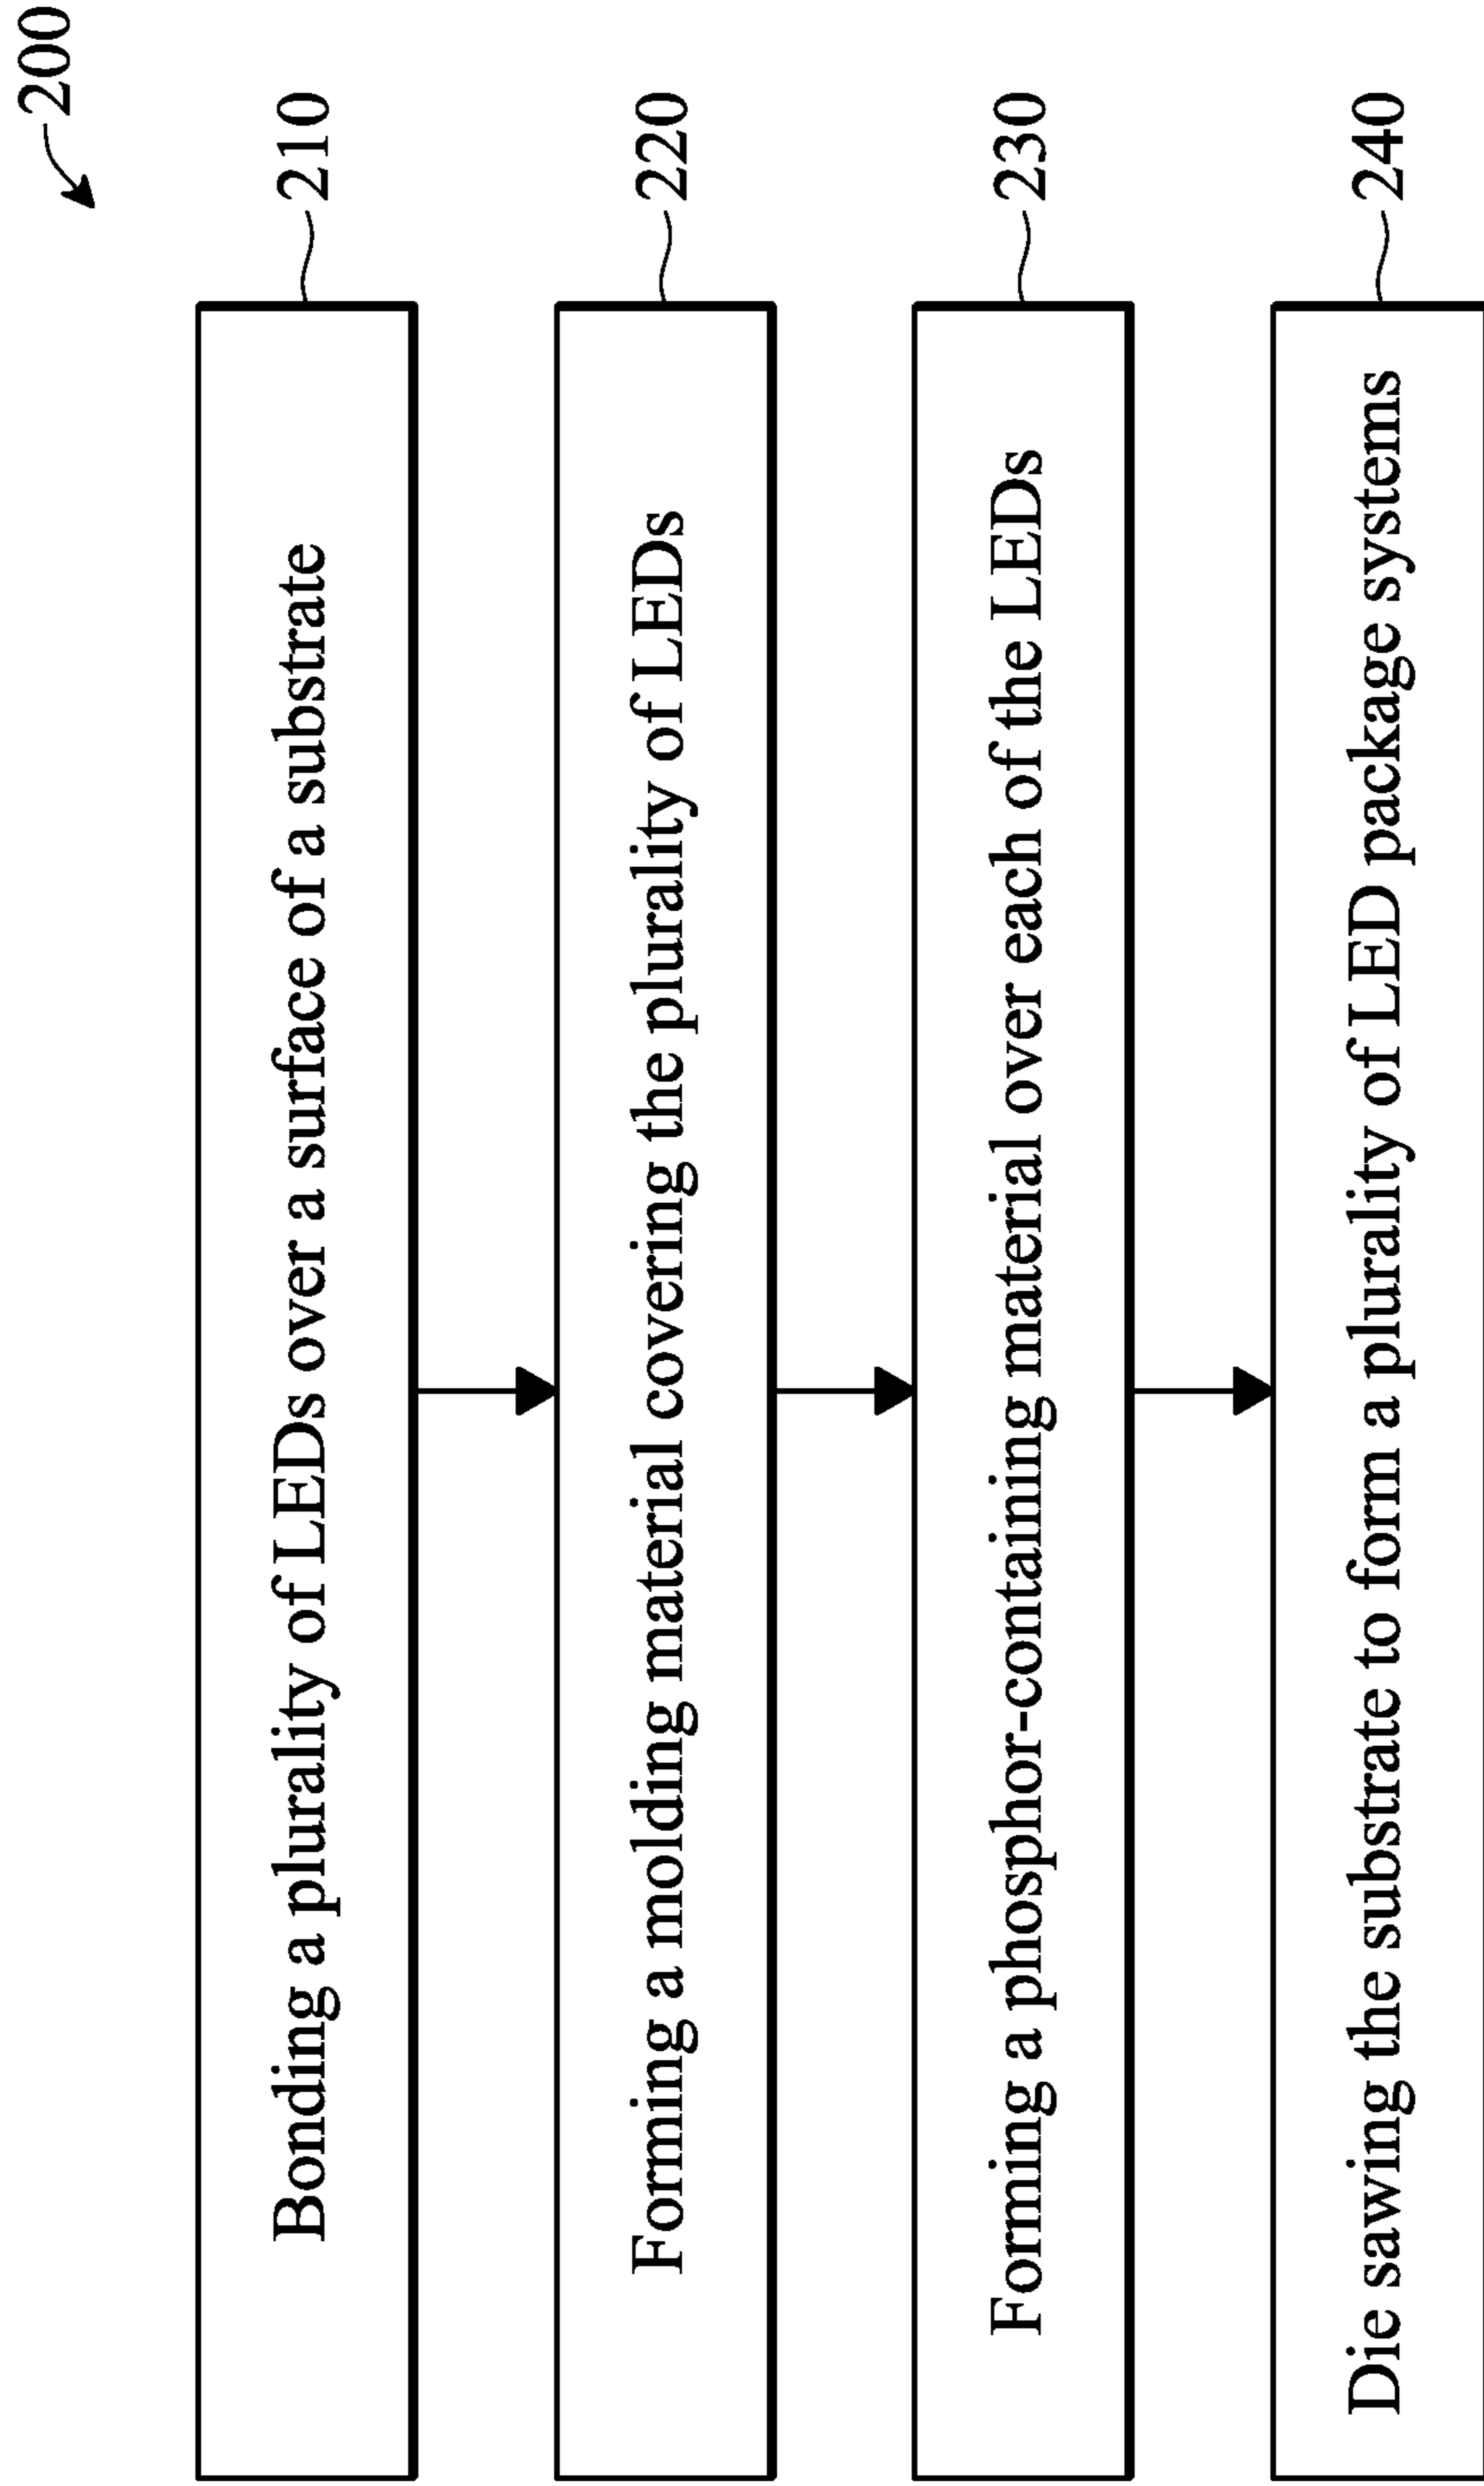 200
Bonding a plurality of LEDs over a surface of a substrate
210
Forming a molding material covering the plurality of LEDs
220
Forming a phosphor-containing material over each of the LEDs
230
Die sawing the substrate to form a plurality of LED package systems
240